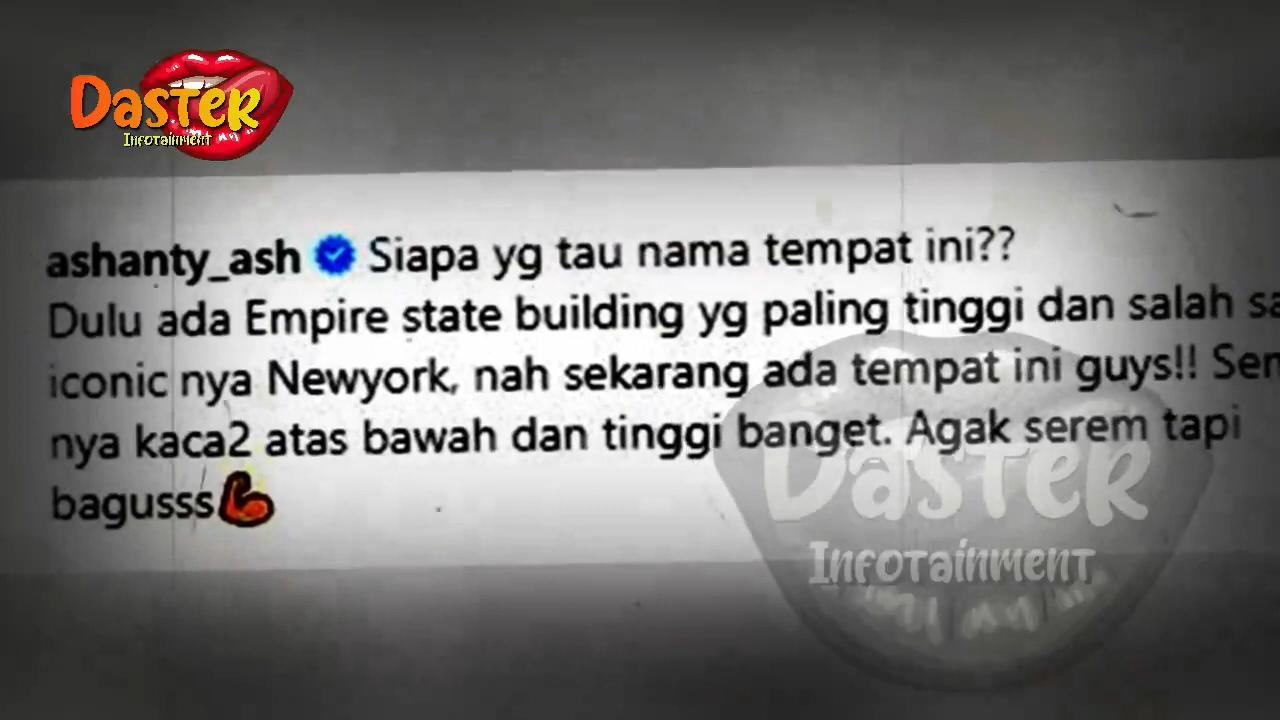 DASTER
INFOTAINMENT
ashanty_ash Siapa yg tau nama tempat ini??
Dulu ada Empire state building yg paling tinggi dan salah
iconic nya Newyork, nah sekarang ada tempat ini guys!!
nya kaca2 atas bawah dan tinggi banget. Agak serem tapi
bagusss💪
DASTER
INFOTAINMENT